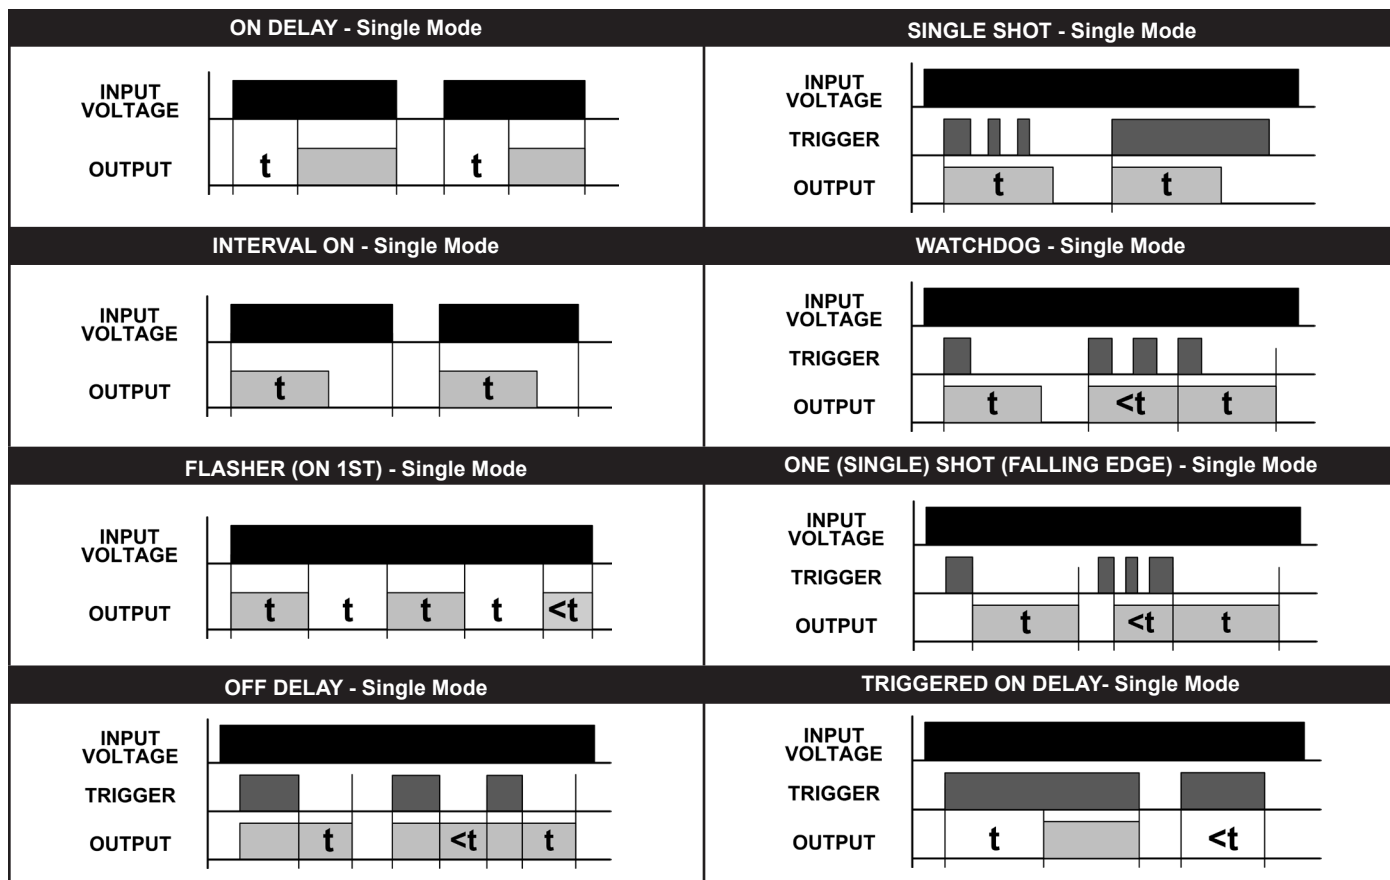 ON DELAY - Single Mode
INPUT
VOLTAGE
OUTPUT
t
t
SINGLE SHOT - Single Mode
INPUT
VOLTAGE
TRIGGER
OUTPUT
t
t
INTERVAL ON - Single Mode
INPUT
VOLTAGE
OUTPUT
t
t
WATCHDOG - Single Mode
INPUT
VOLTAGE
TRIGGER
OUTPUT
t
<t
t
FLASHER (ON 1ST) - Single Mode
INPUT
VOLTAGE
OUTPUT
t
t
t
t
<t
ONE (SINGLE) SHOT (FALLING EDGE) - Single Mode
INPUT
VOLTAGE
TRIGGER
OUTPUT
t
<t
t
OFF DELAY - Single Mode
INPUT
VOLTAGE
TRIGGER
OUTPUT
t
<t
t
TRIGGERED ON DELAY- Single Mode
INPUT
VOLTAGE
TRIGGER
OUTPUT
t
<t